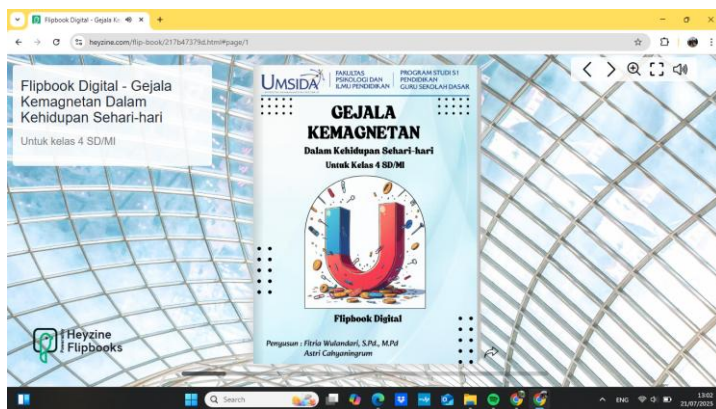 Flipbook Digital - Gejala Ke
heyzine.com/flip-book/217b47379d.html#page/1
Flipbook Digital - Gejala
Kemagnetan Dalam
Kehidupan Sehari-hari
Untuk kelas 4 SD/MI
UMSIDA
FAKULTAS
PSIKOLOGI DAN
ILMU PENDIDIKAN
PROGRAM STUDI S1
PENDIDIKAN
GURU SEKOLAH DASAR
GEJALA
KEMAGNETAN
Dalam Kehidupan Sehari-hari
Untuk Kelas 4 SD/MI
Flipbook Digital
Penyusun : Fitria Wulandari, S.Pd., M.Pd
Astri Cahyaningrum
Heyzine
Flipbooks
Search
ENG
13:02
21/07/2025